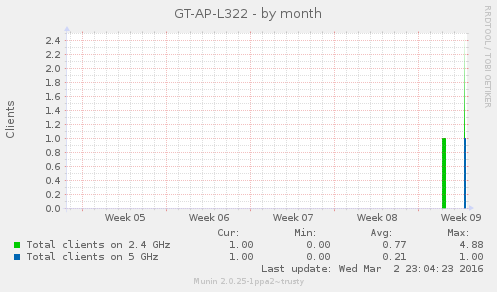 GT-AP-L322 - by month
RRDTOOL / TOBI OETIKER
Clients
2.4
2.2
2.0
1.8
1.6
1.4
1.2
1.0
0.8
0.6
0.4
0.2
0.0
Week 05 Week 06 Week 07 Week 08 Week 09
Cur: Min: Avg: Max:
Total clients on 2.4 GHz 1.00 0.00 0.77 4.88
Total clients on 5 GHz 1.00 0.00 0.21 1.00
Last update: Wed Mar 2 23:04:23 2016
Munin 2.0.25-1ppa2~trusty